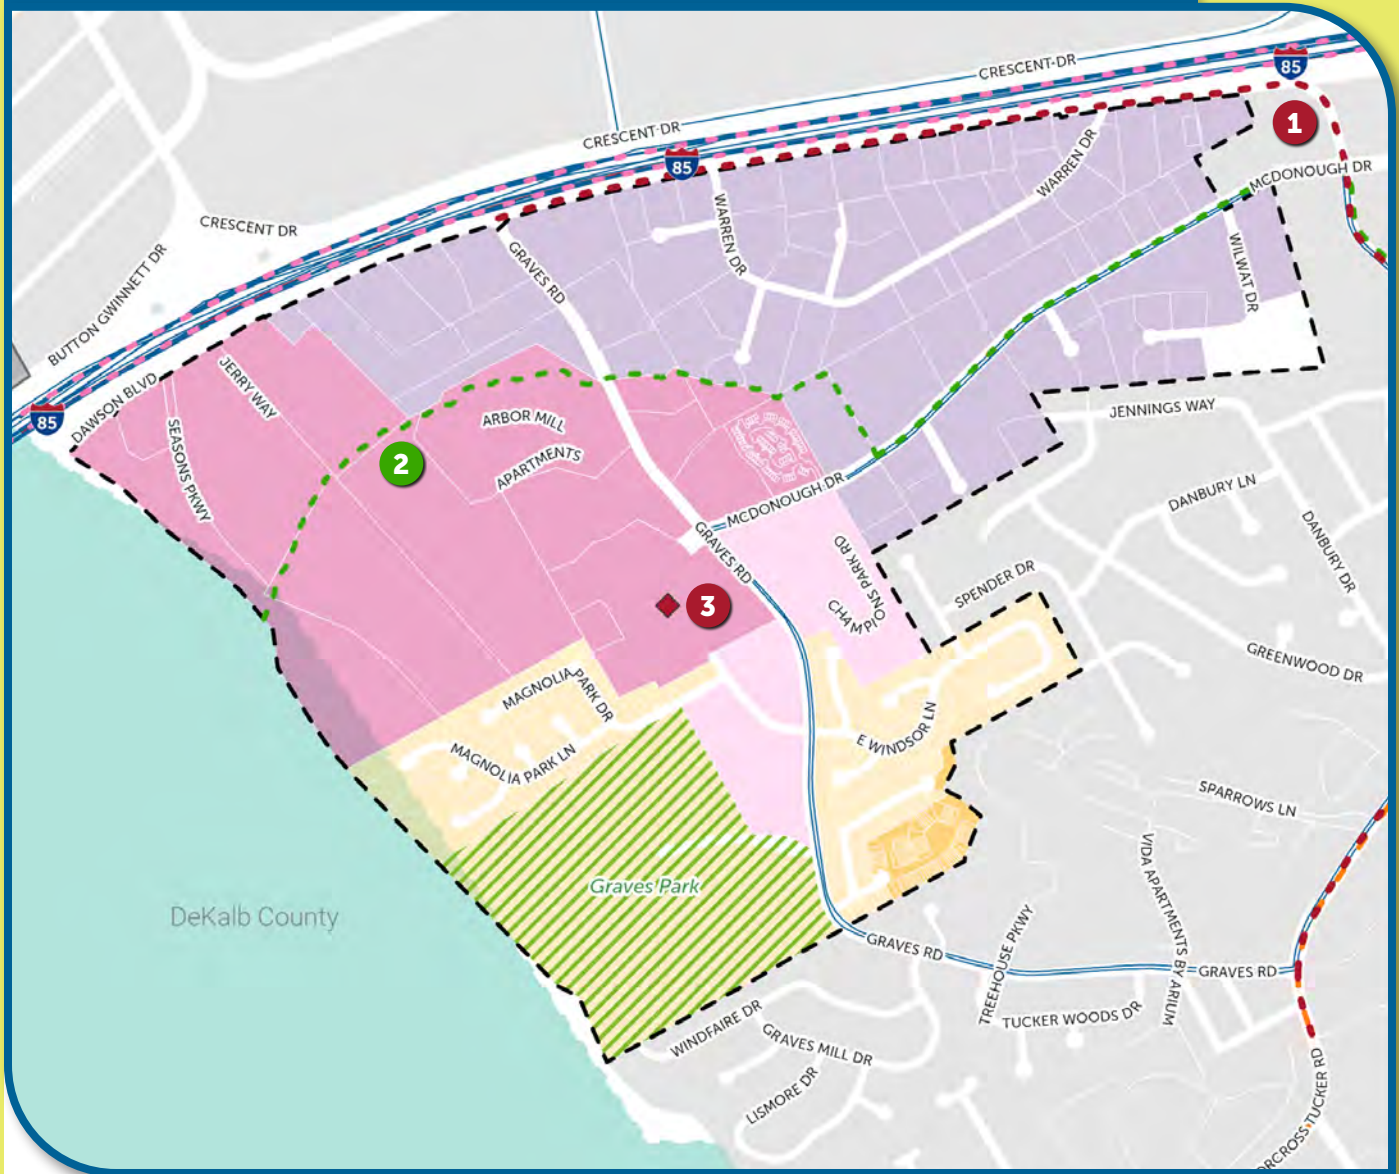 CRESCENT DR
85
1
CRESCENT DR
85
MCDONOUGH DR
WARREN DR
WARREN DR
CRESCENT DR
GRAVES RD
WILWAT DR
BUTTON GWINNETT DR
JERRY WAY
DAWSON BLVD
85
SEASONS PKWY
ARBOR MILL
APARTMENTS
2
JENNINGS WAY
MCDONOUGH DR
DANBURY LN
DANBURY DR
GRAVES RD
CHAMPIONS PARK RD
SPENDER DR
3
GREENWOOD DR
MAGNOLIA PARK DR
MAGNOLIA PARK LN
E WINDSOR LN
SPARROWS LN
Graves Park
DeKalb County
VIDA APARTMENTS BY ARIUM
TREEHOUSE PKWY
GRAVES RD
GRAVES RD
TUCKER WOODS DR
WINDFAIRE DR
GRAVES MILL DR
LISMORE DR
ORCROSS-TUCKER RD